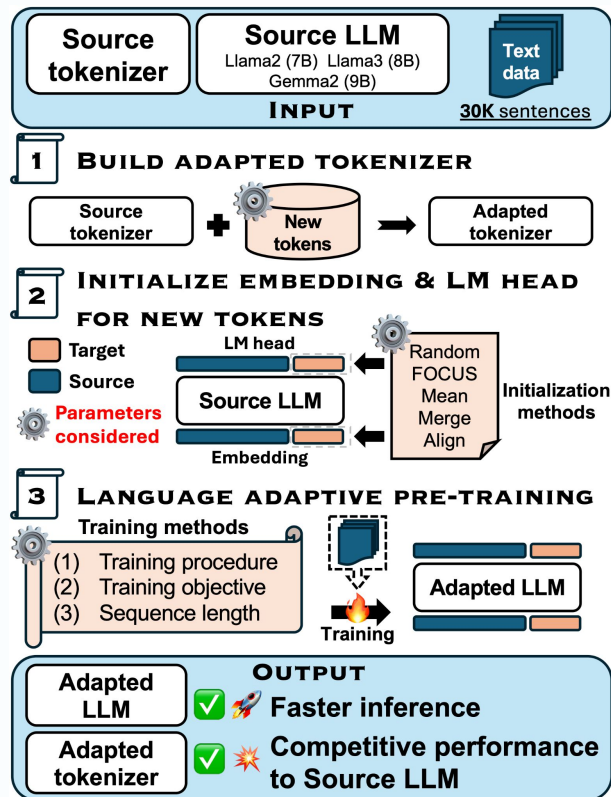 Source
tokenizer
Source LLM
Llama2 (7B) Llama3 (8B)
Gemma2 (9B)
Text
data
30K sentences
INPUT
1 BUILD ADAPTED TOKENIZER
Source
tokenizer
New
tokens
Adapted
tokenizer
2 INITIALIZE EMBEDDING & LM HEAD
FOR NEW TOKENS
Target
Source
Parameters
considered
LM head
Source LLM
Embedding
Random
FOCUS
Mean
Merge
Align
Initialization
methods
3 LANGUAGE ADAPTIVE PRE-TRAINING
Training methods
(1) Training procedure
(2) Training objective
(3) Sequence length
Training
Adapted LLM
OUTPUT
Adapted
LLM
Faster inference
Adapted
tokenizer
Competitive performance
to Source LLM